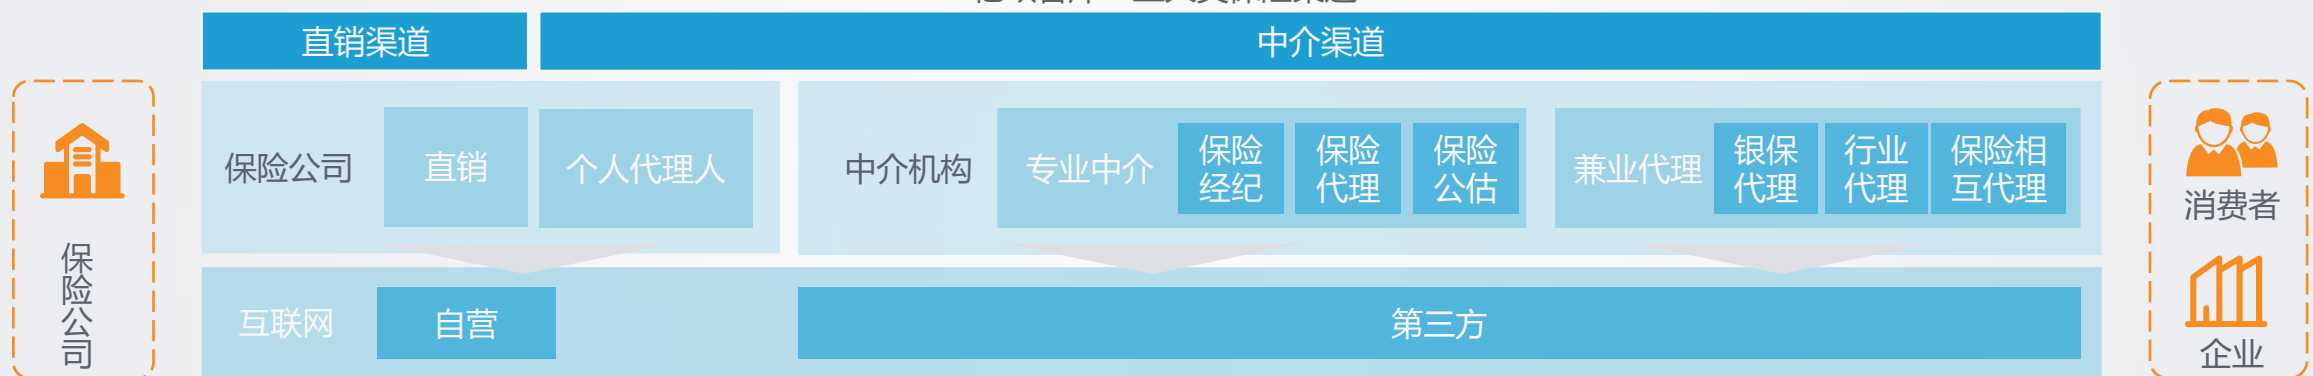 直销渠道
中介渠道
保险公司
保险公司
直销
个人代理人
中介机构
专业中介
保险
经纪
保险
代理
保险
公估
兼业代理
银保
代理
行业
代理
保险相
互代理
互联网
自营
第三方
消费者
企业